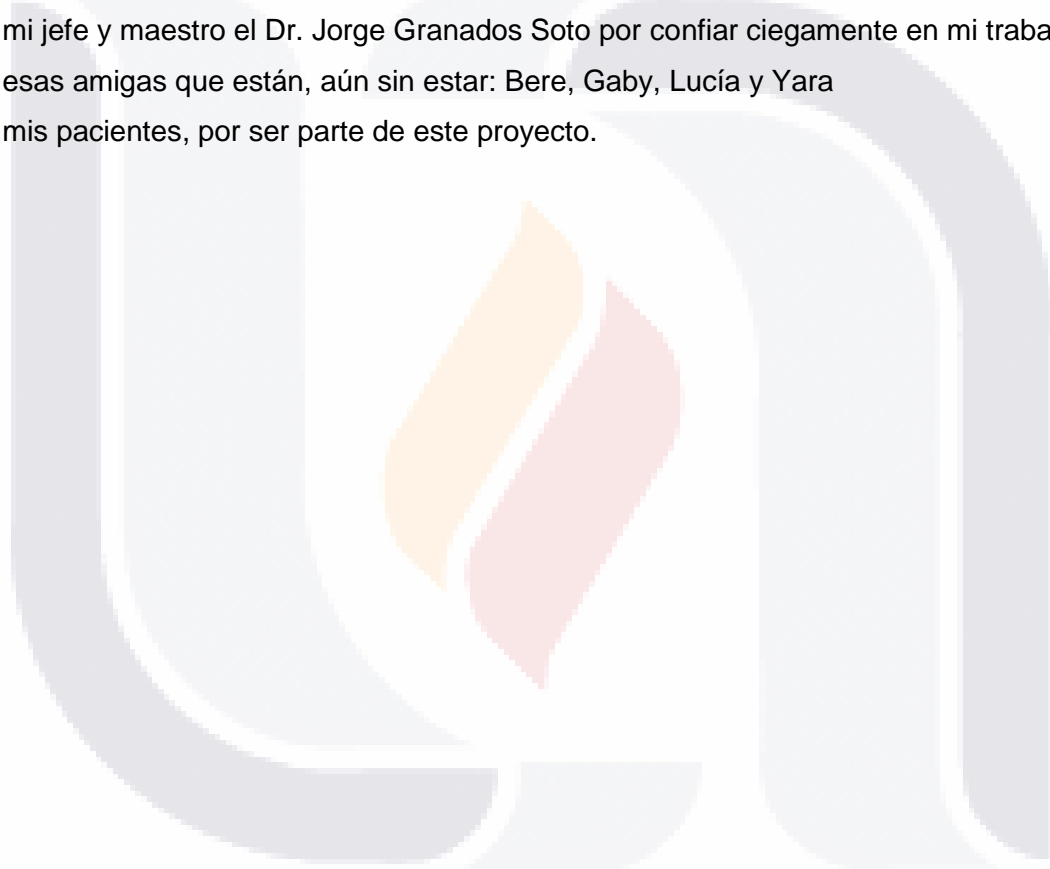 mi jefe y maestro el Dr. Jorge Granados Soto por confiar ciegamente en mi traba
esas amigas que están, aún sin estar: Bere, Gaby, Lucía y Yara
mis pacientes, por ser parte de este proyecto.